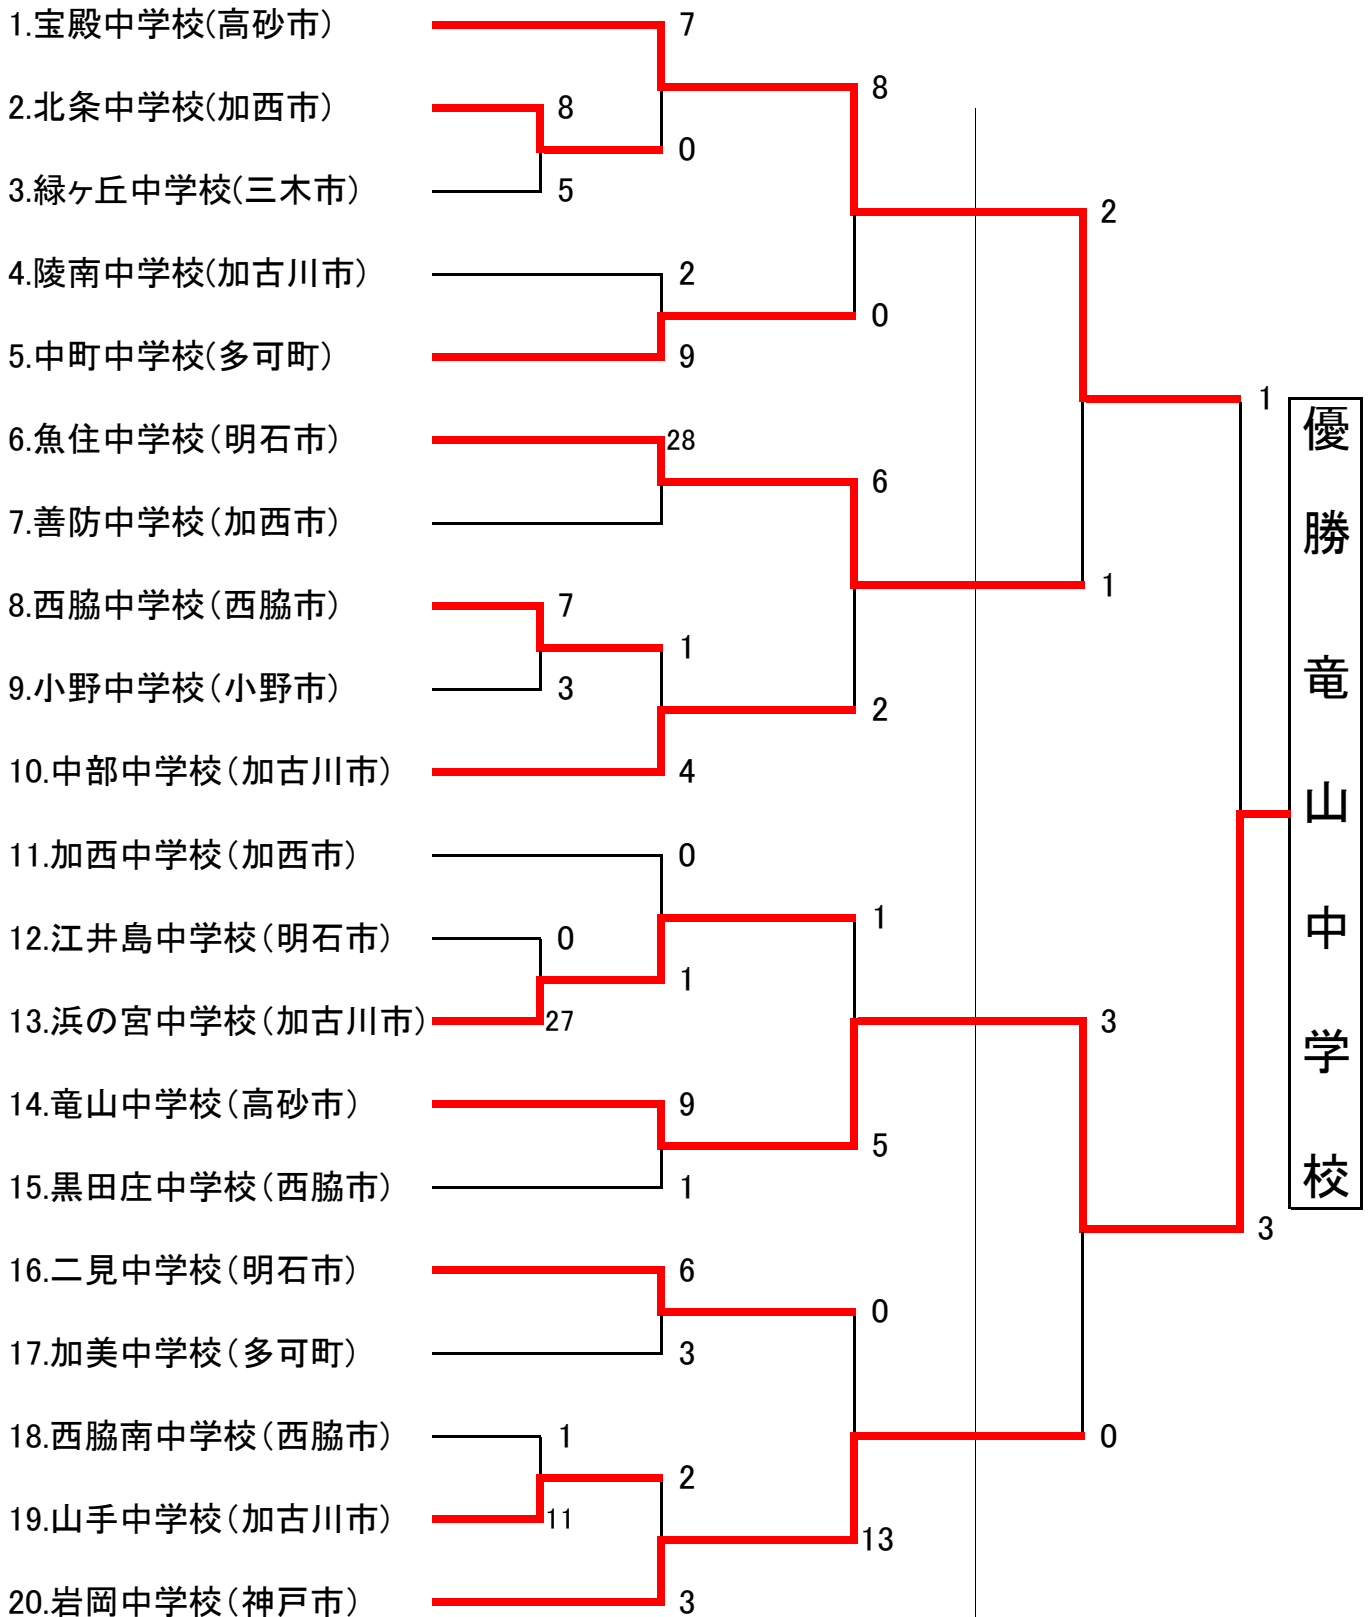 1.宝殿中学校(高砂市)
7
8
2.北条中学校(加西市)
8
0
3.緑ヶ丘中学校(三木市)
5
2
4.陵南中学校(加古川市)
2
0
5.中町中学校(多可町)
9
1
6.魚住中学校(明石市)
28
6
7.善防中学校(加西市)
1
8.西脇中学校(西脇市)
7
1
9.小野中学校(小野市)
3
2
10.中部中学校(加古川市)
4
11.加西中学校(加西市)
0
1
12.江井島中学校(明石市)
0
1
13.浜の宮中学校(加古川市)
27
3
14.竜山中学校(高砂市)
9
5
15.黒田庄中学校(西脇市)
1
3
16.二見中学校(明石市)
6
0
17.加美中学校(多可町)
3
18.西脇南中学校(西脇市)
1
0
2
19.山手中学校(加古川市)
11
13
20.岩岡中学校(神戸市)
3
優勝 竜山中学校